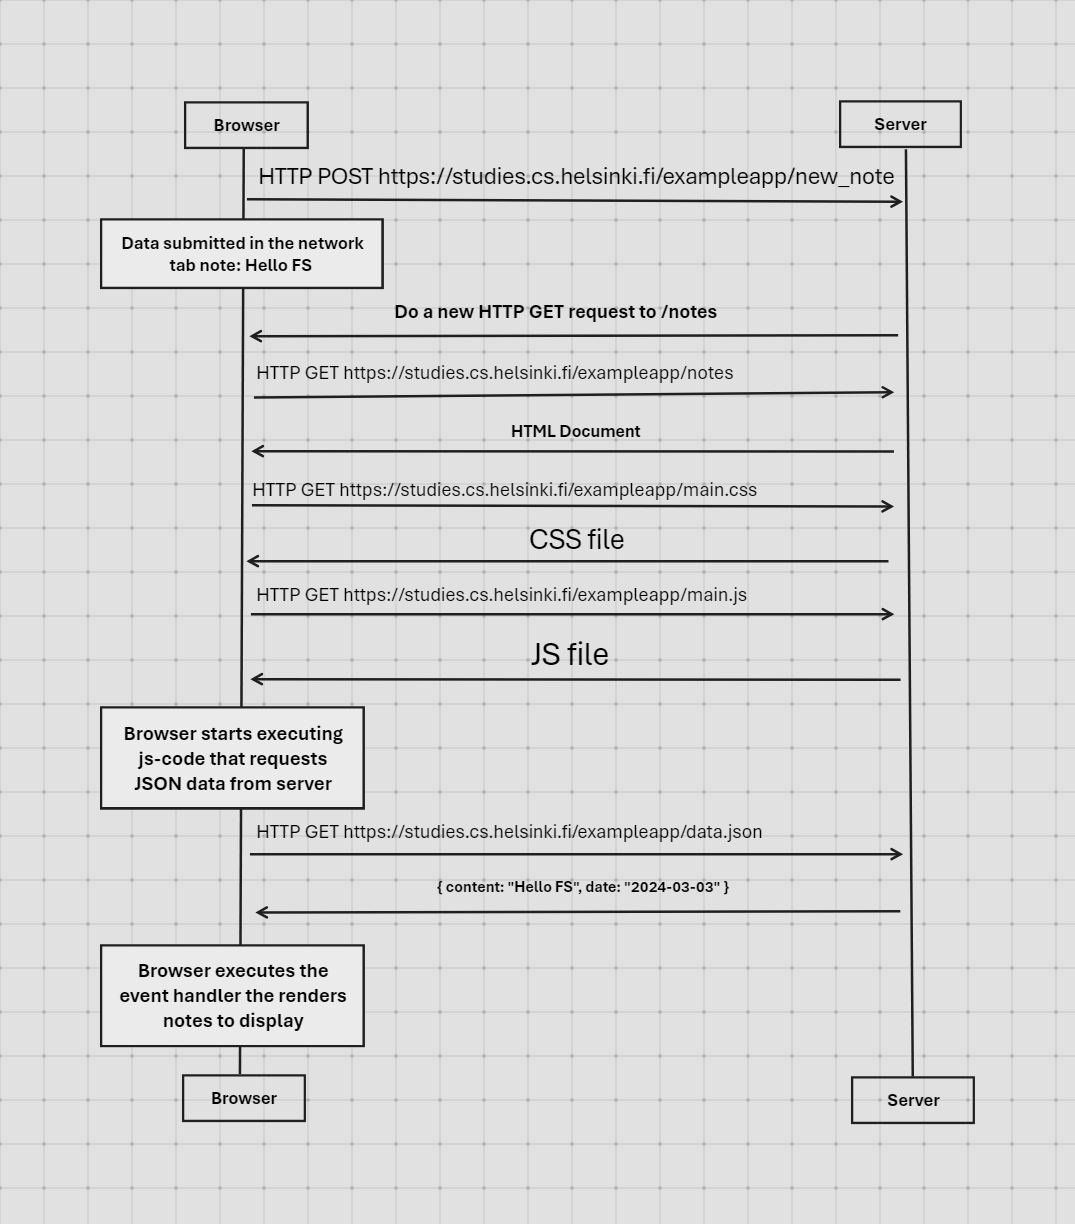 Browser
Server
HTTP POST https://studies.cs.helsinki.fi/exampleapp/new_note
Data submitted in the network
tab note: Hello FS
Do a new HTTP GET request to /notes
HTTP GET https://studies.cs.helsinki.fi/exampleapp/notes
HTML Document
HTTP GET https://studies.cs.helsinki.fi/exampleapp/main.css
CSS file
HTTP GET https://studies.cs.helsinki.fi/exampleapp/main.js
JS file
Browser starts executing
js-code that requests
JSON data from server
HTTP GET https://studies.cs.helsinki.fi/exampleapp/data.json
{ content: "Hello FS", date: "2024-03-03" }
Browser executes the
event handler the renders
notes to display
Browser
Server